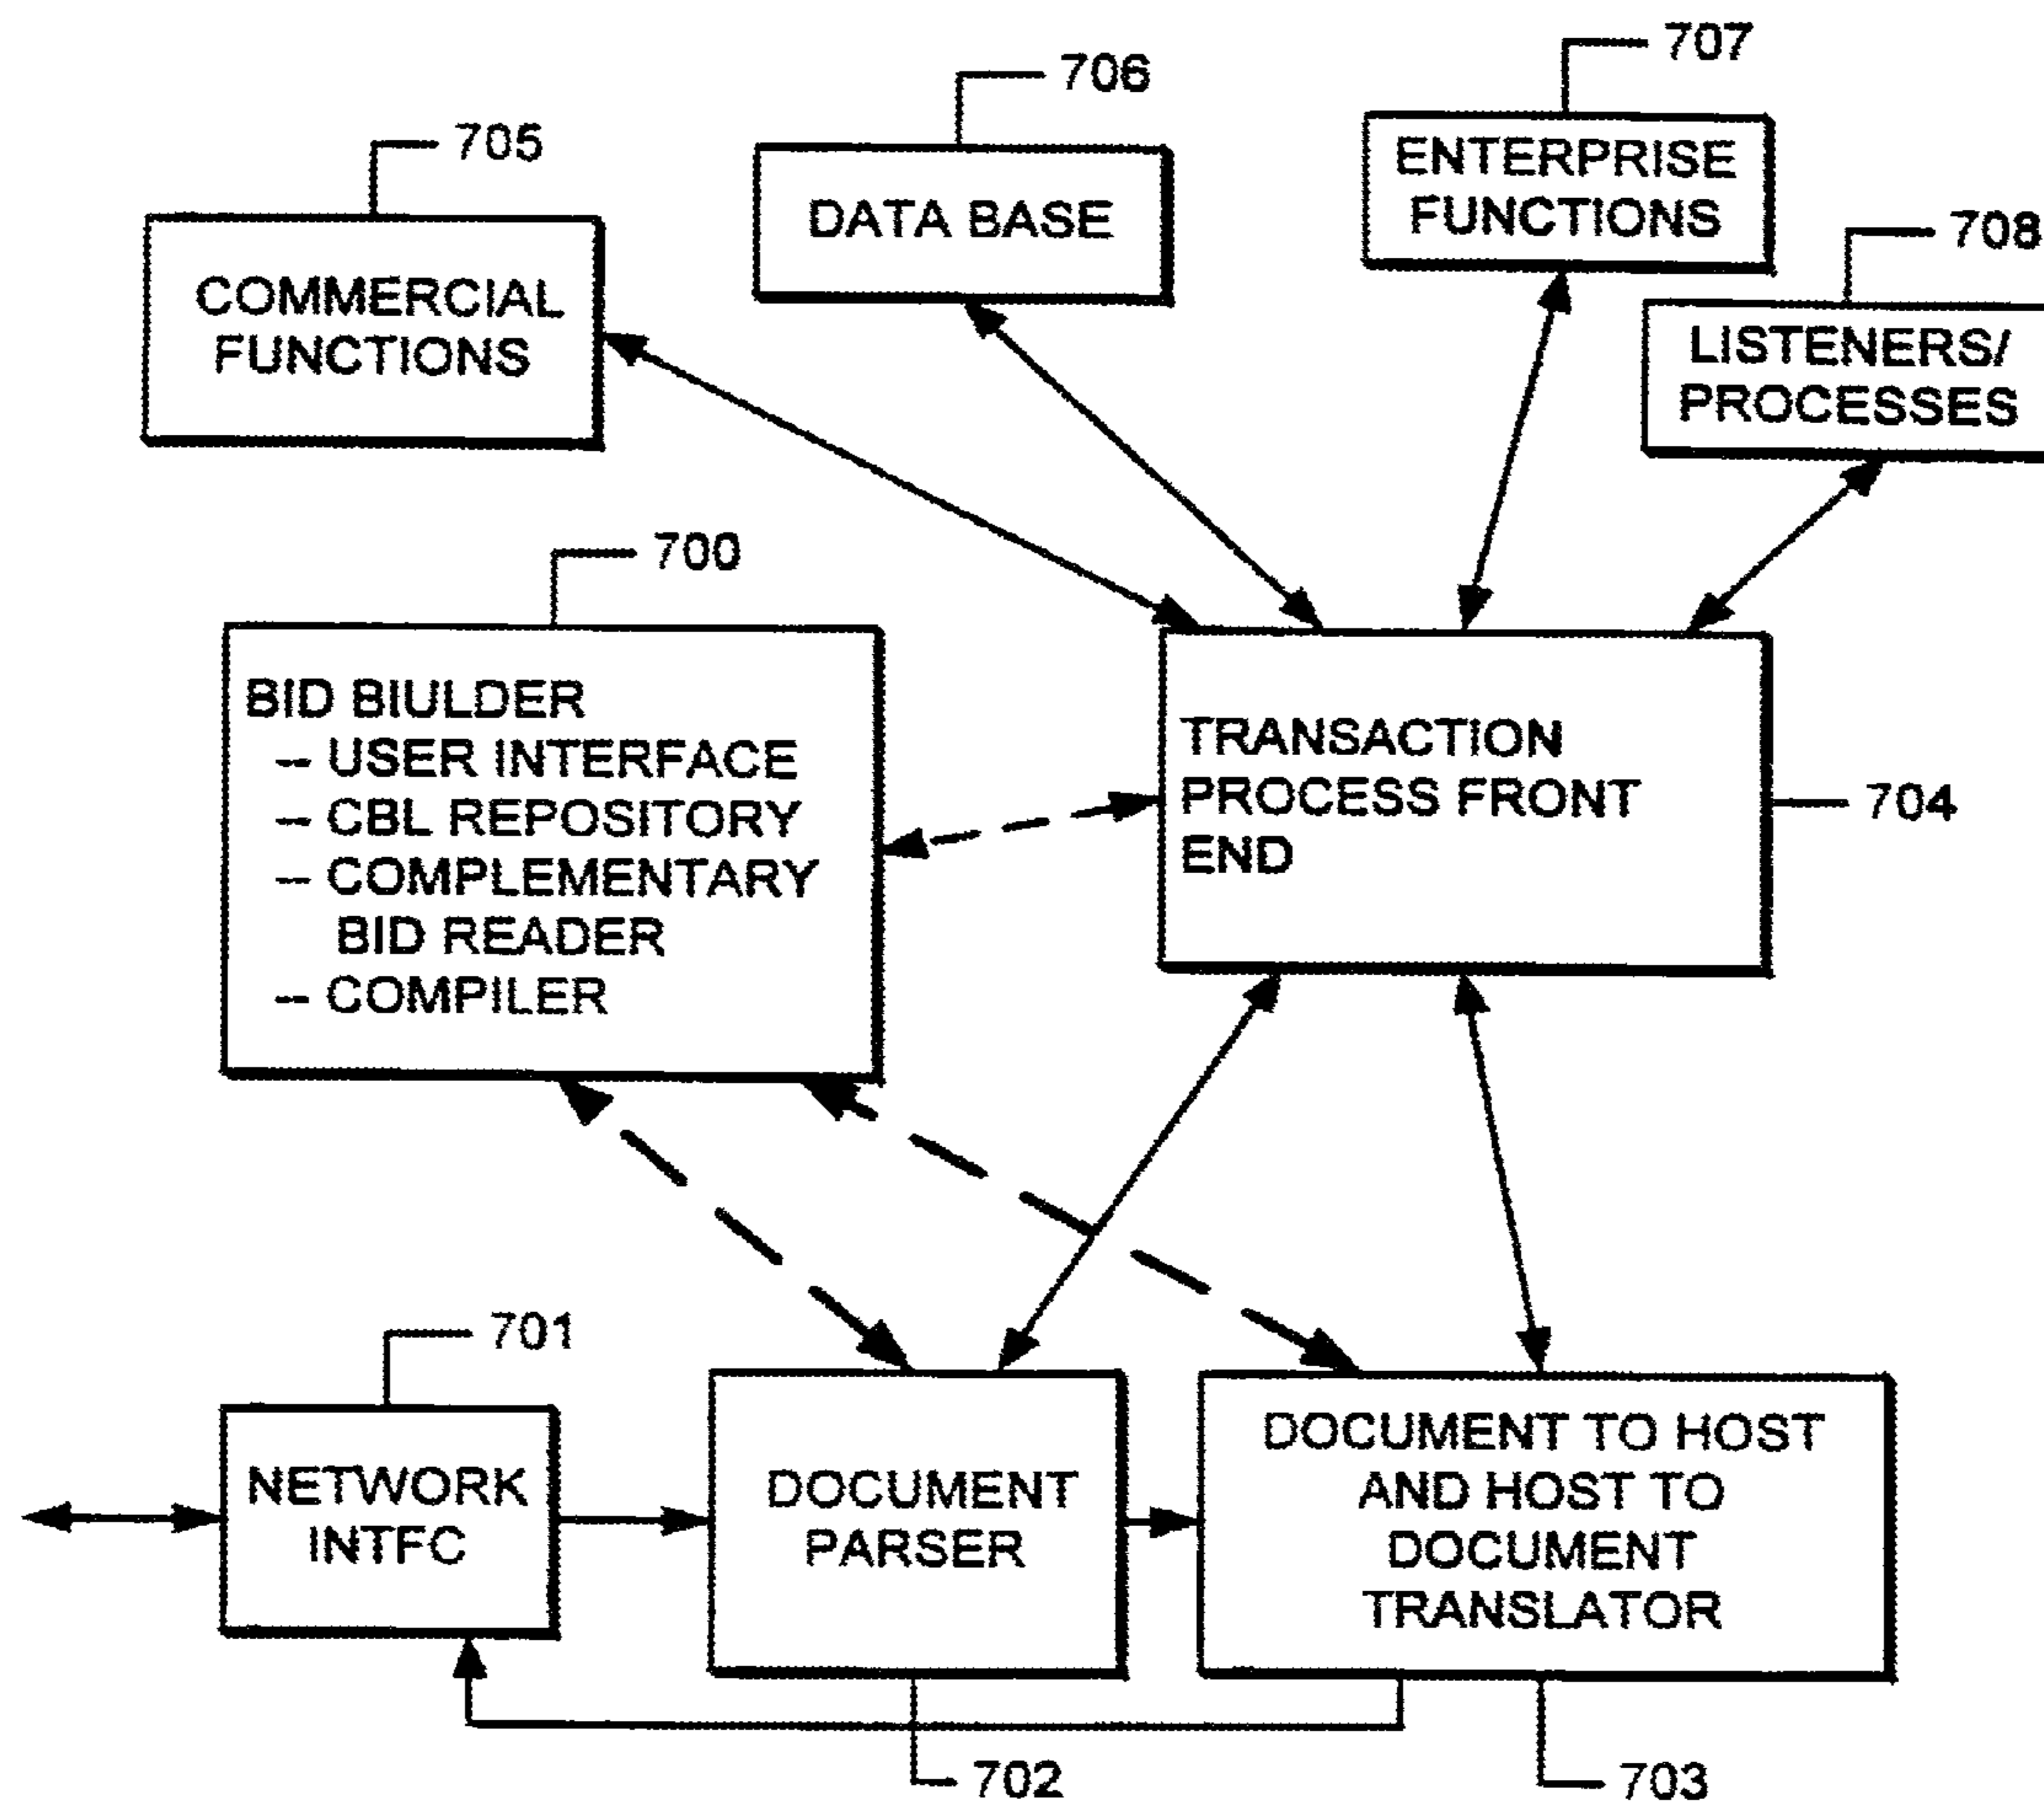 707
706
705
ENTERPRISE
FUNCTIONS
DATA BASE
708
COMMERCIAL
FUNCTIONS
LISTENERS/
PROCESSES
700
BID BIULDER
-- USER INTERFACE
-- CBL REPOSITORY
-- COMPLEMENTARY
BID READER
-- COMPILER
TRANSACTION
PROCESS FRONT
END
704
701
NETWORK
INTFC
DOCUMENT
PARSER
DOCUMENT TO HOST
AND HOST TO
DOCUMENT
TRANSLATOR
702
703